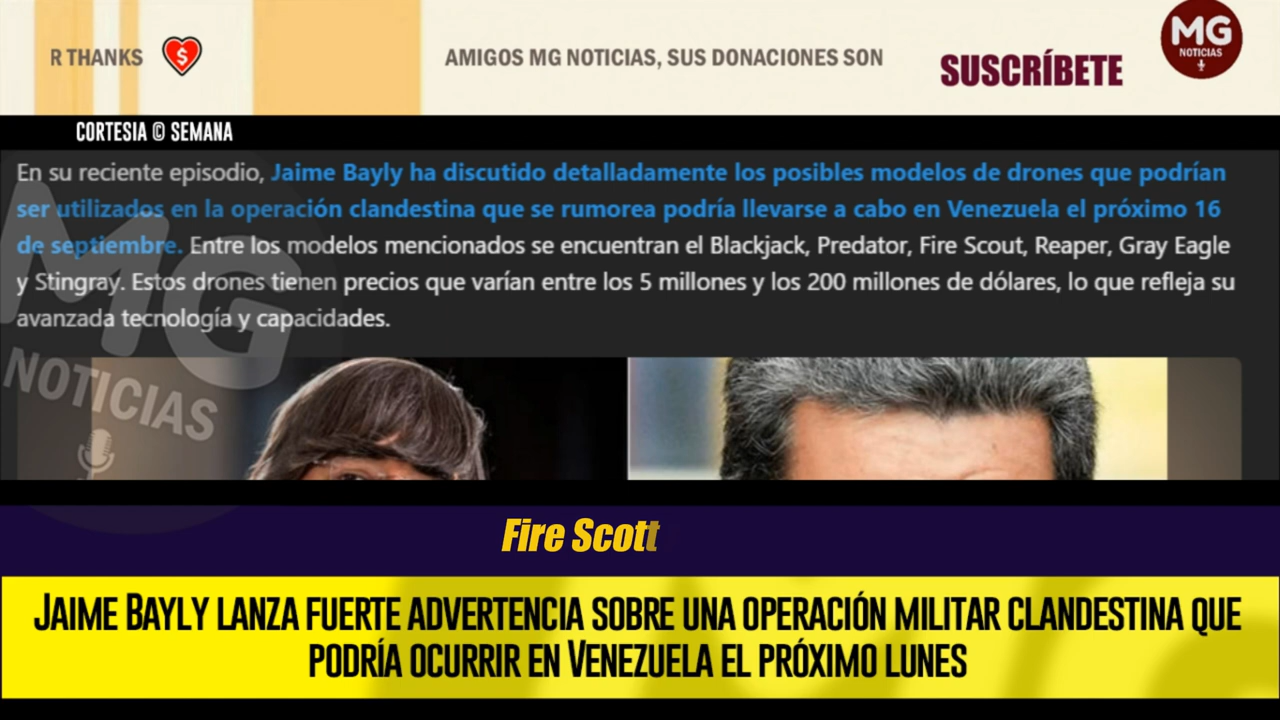 R THANKS
AMIGOS MG NOTICIAS, SUS DONACIONES SON
SUSCRÍBETE
MG
NOTICIAS
CORTESIA © SEMANA
En su reciente episodio, Jaime Bayly ha discutido detalladamente los posibles modelos de drones que podrían
ser utilizados en la operación clandestina que se rumorea podría llevarse a cabo en Venezuela el próximo 16
de septiembre. Entre los modelos mencionados se encuentran el Blackjack, Predator, Fire Scout, Reaper, Gray Eagle
y Stingray. Estos drones tienen precios que varían entre los 5 millones y los 200 millones de dólares, lo que refleja su
avanzada tecnología y capacidades.
MG
NOTICIAS
Fire Scott
JAIME BAYLY LANZA FUERTE ADVERTENCIA SOBRE UNA OPERACIÓN MILITAR CLANDESTINA QUE
PODRÍA OCURRIR EN VENEZUELA EL PRÓXIMO LUNES